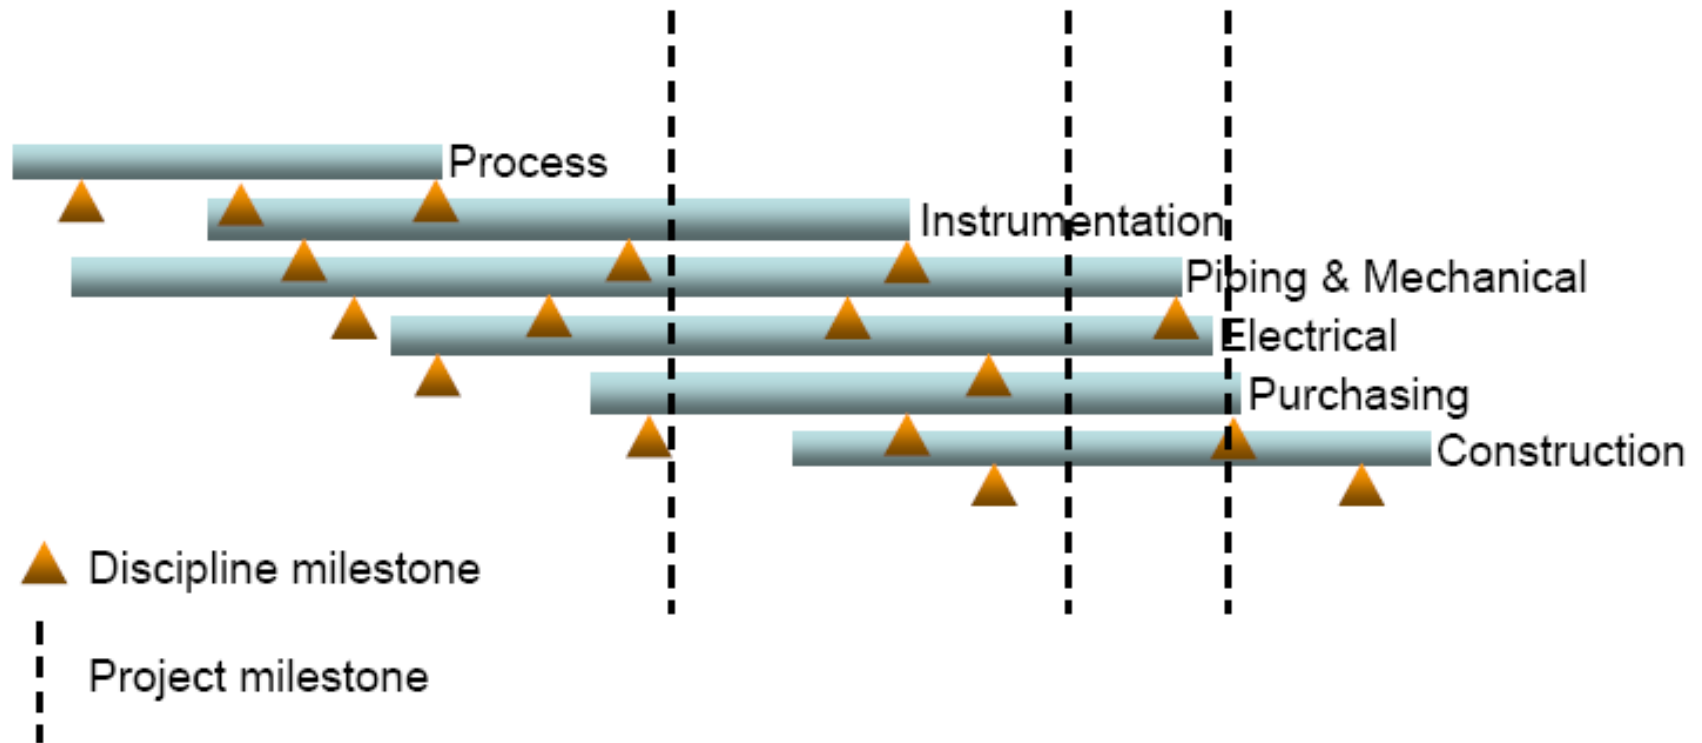 Process
Instrumentation
Piping & Mechanical
Electrical
Purchasing
Construction
Discipline milestone
Project milestone